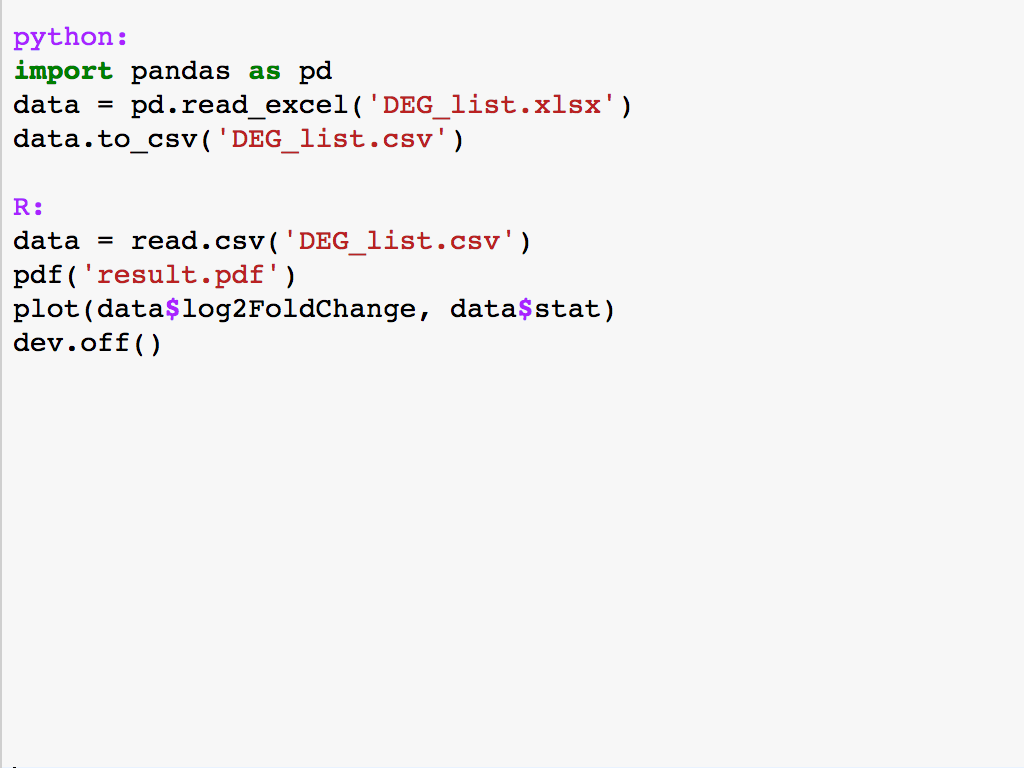 python:
import pandas as pd
data = pd.read_excel('DEG_list.xlsx')
data.to_csv('DEG_list.csv')
R:
data = read.csv('DEG_list.csv')
pdf('result.pdf')
plot(data$log2FoldChange, data$stat)
dev.off()